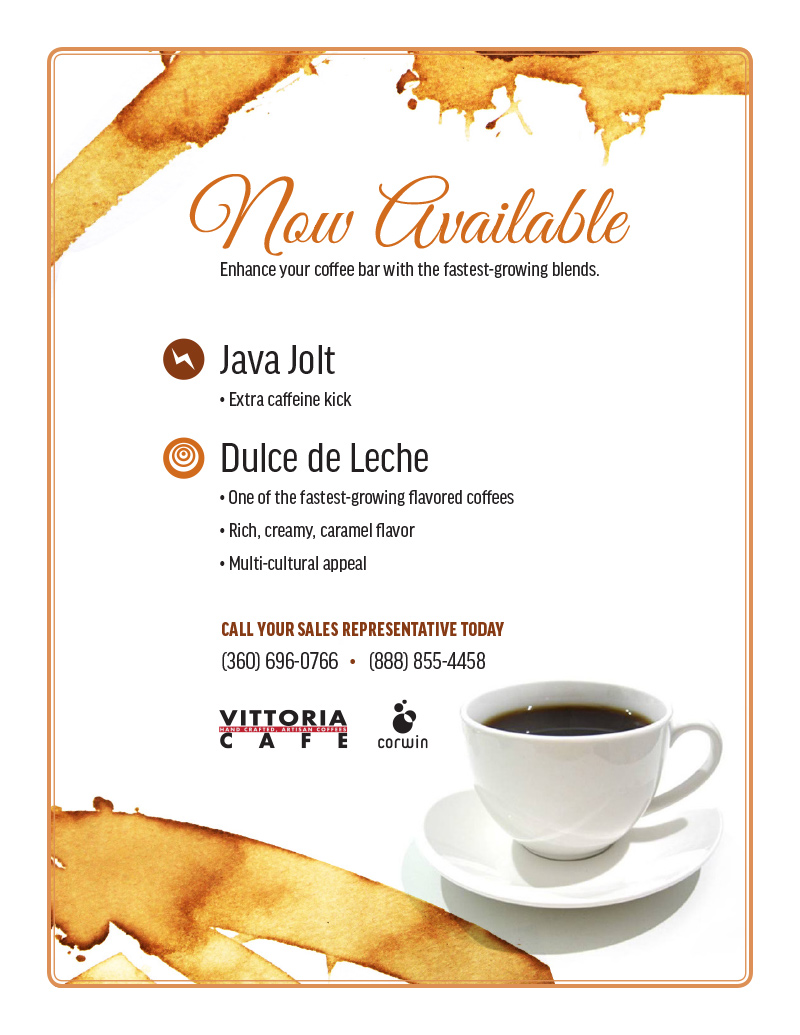 Now Available
Enhance your coffee bar with the fastest-growing blends.
Java Jolt
• Extra caffeine kick
Dulce de Leche
• One of the fastest-growing flavored coffees
• Rich, creamy, caramel flavor
• Multi-cultural appeal
CALL YOUR SALES REPRESENTATIVE TODAY
(360) 696-0766 • (888) 855-4458
VITTORIA
HAND CRAFTED, ARTISAN COFFEES
CAFE
corwin